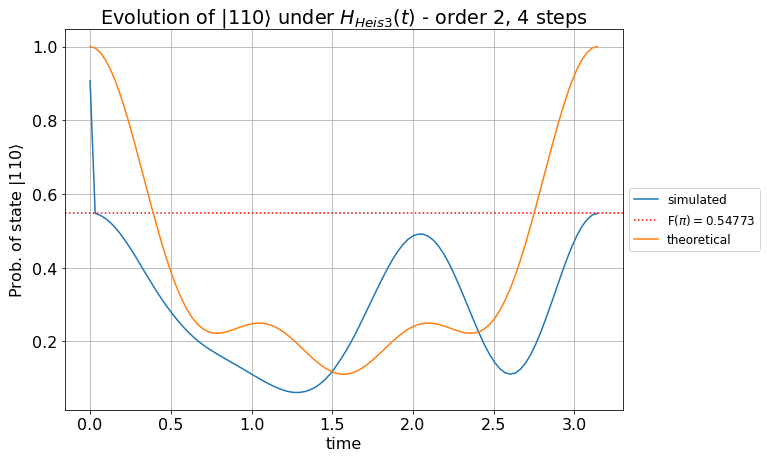 Evolution of |110⟩ under H_{Heis3}(t) - order 2, 4 steps
Prob. of state |110⟩
1.0
0.8
0.6
0.4
0.2
0.0 0.5 1.0 1.5 2.0 2.5 3.0
time
simulated
F(π) = 0.54773
theoretical